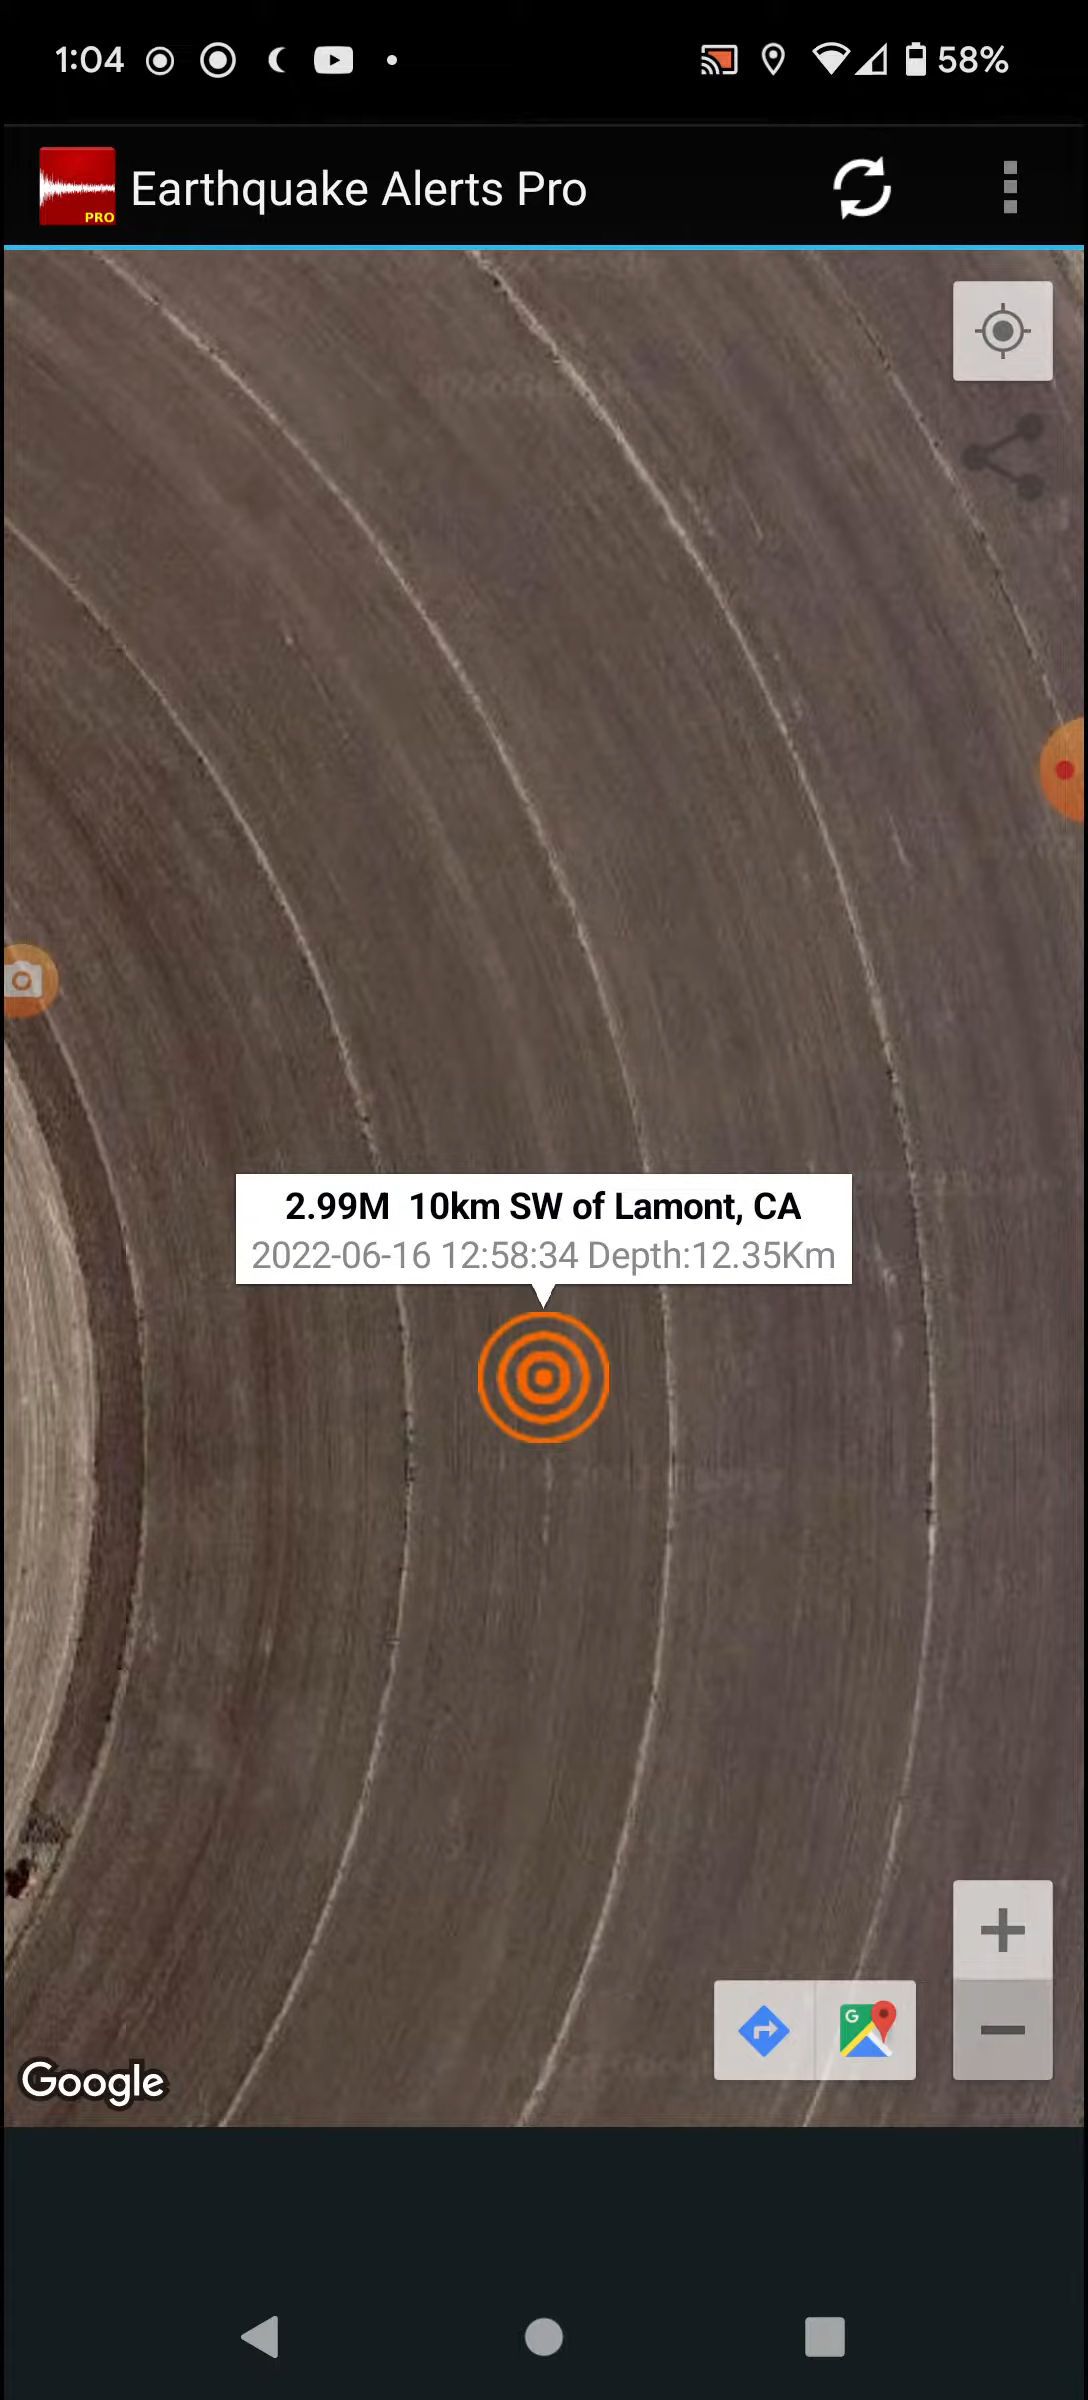 1:04 58%
PRO
Earthquake Alerts Pro
2.99M 10km SW of Lamont, CA
2022-06-16 12:58:34 Depth:12.35Km
G
Google